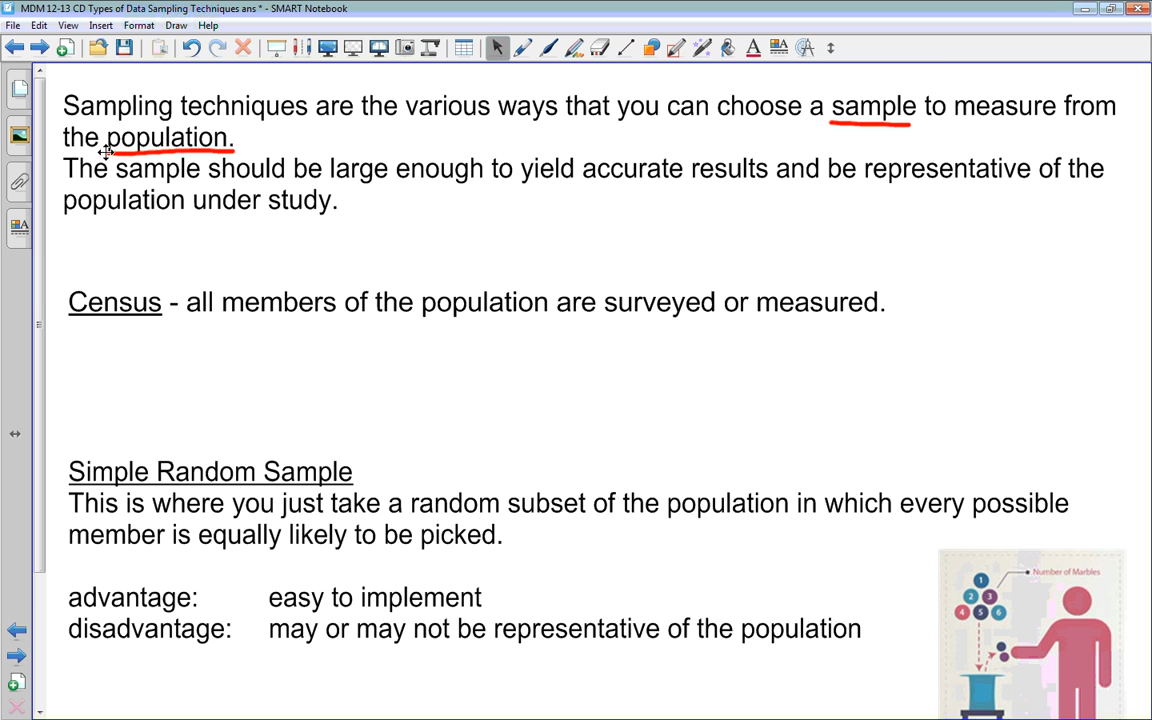 MDM 12-13 CD Types of Data Sampling Techniques ans * - SMART Notebook
File Edit View Insert Format Tools Draw Help
Sampling techniques are the various ways that you can choose a sample to measure from
the population.
The sample should be large enough to yield accurate results and be representative of the
population under study.
Census - all members of the population are surveyed or measured.
Simple Random Sample
This is where you just take a random subset of the population in which every possible
member is equally likely to be picked.
advantage: easy to implement
disadvantage: may or may not be representative of the population
Number of Marbles
1
2 3
4 5 6